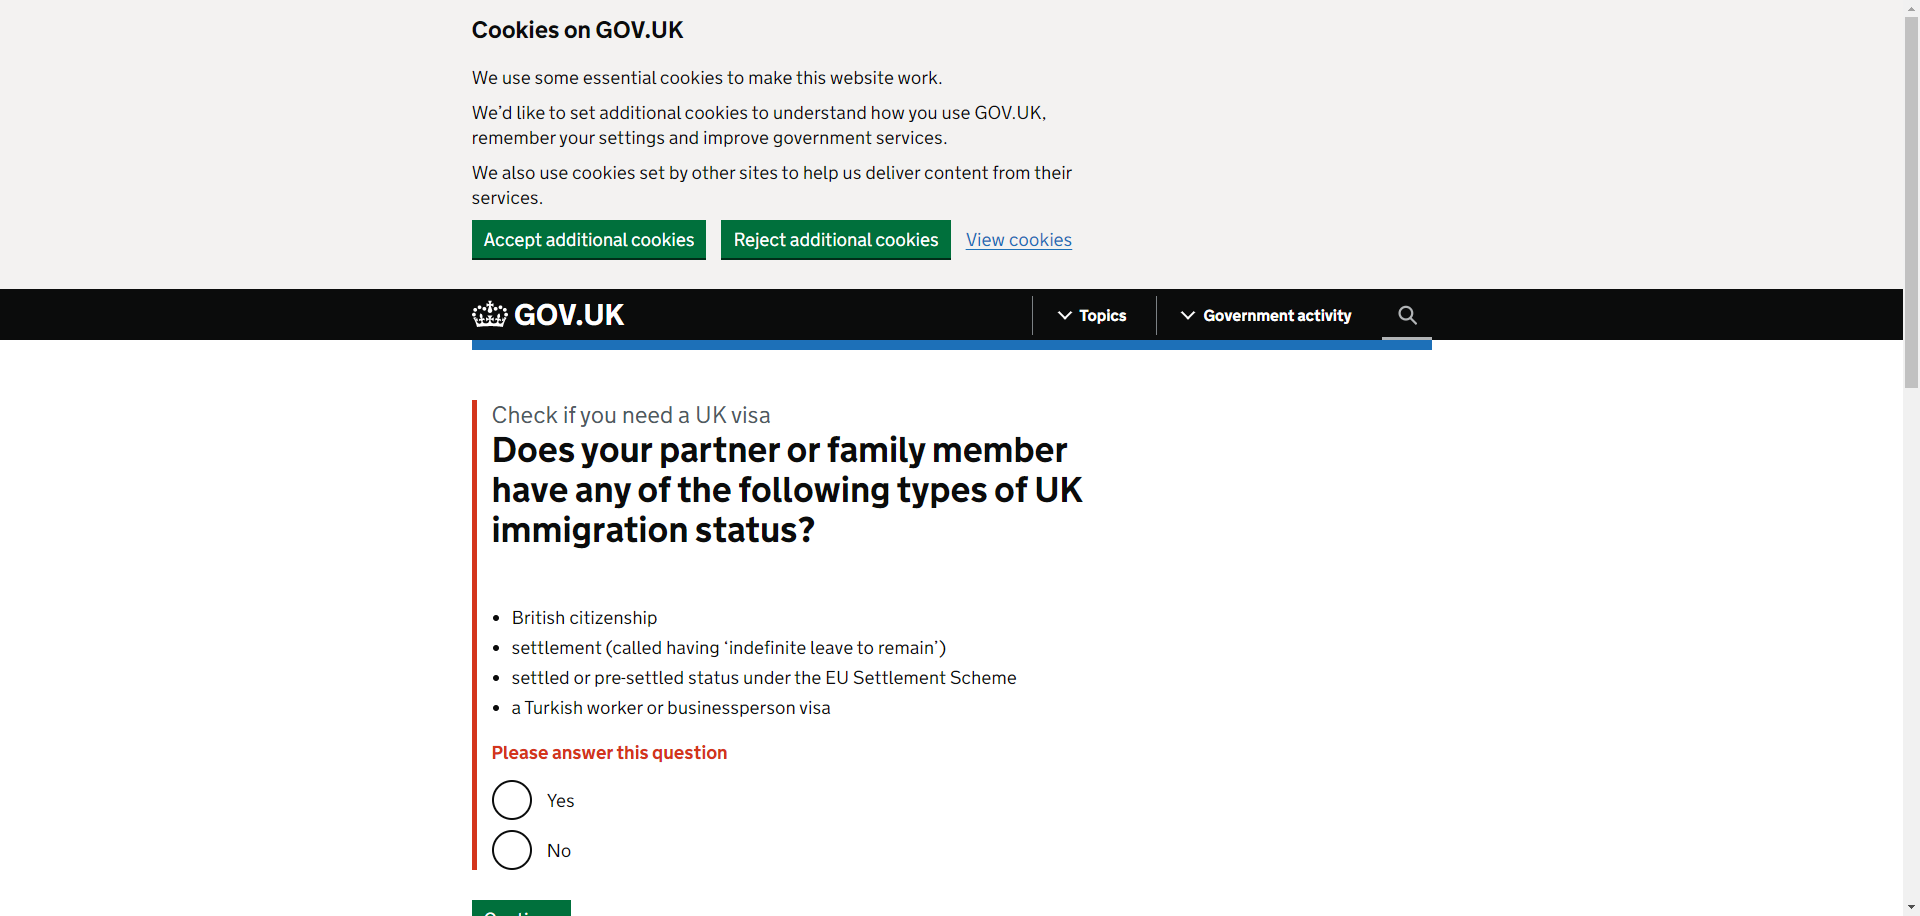 Cookies on GOV.UK
We use some essential cookies to make this website work.
We’d like to set additional cookies to understand how you use GOV.UK,
remember your settings and improve government services.
We also use cookies set by other sites to help us deliver content from their
services.
Accept additional cookies Reject additional cookies View cookies
GOV.UK Topics Government activity
Check if you need a UK visa
Does your partner or family member
have any of the following types of UK
immigration status?
• British citizenship
• settlement (called having ‘indefinite leave to remain’)
• settled or pre-settled status under the EU Settlement Scheme
• a Turkish worker or businessperson visa
Please answer this question
Yes
No